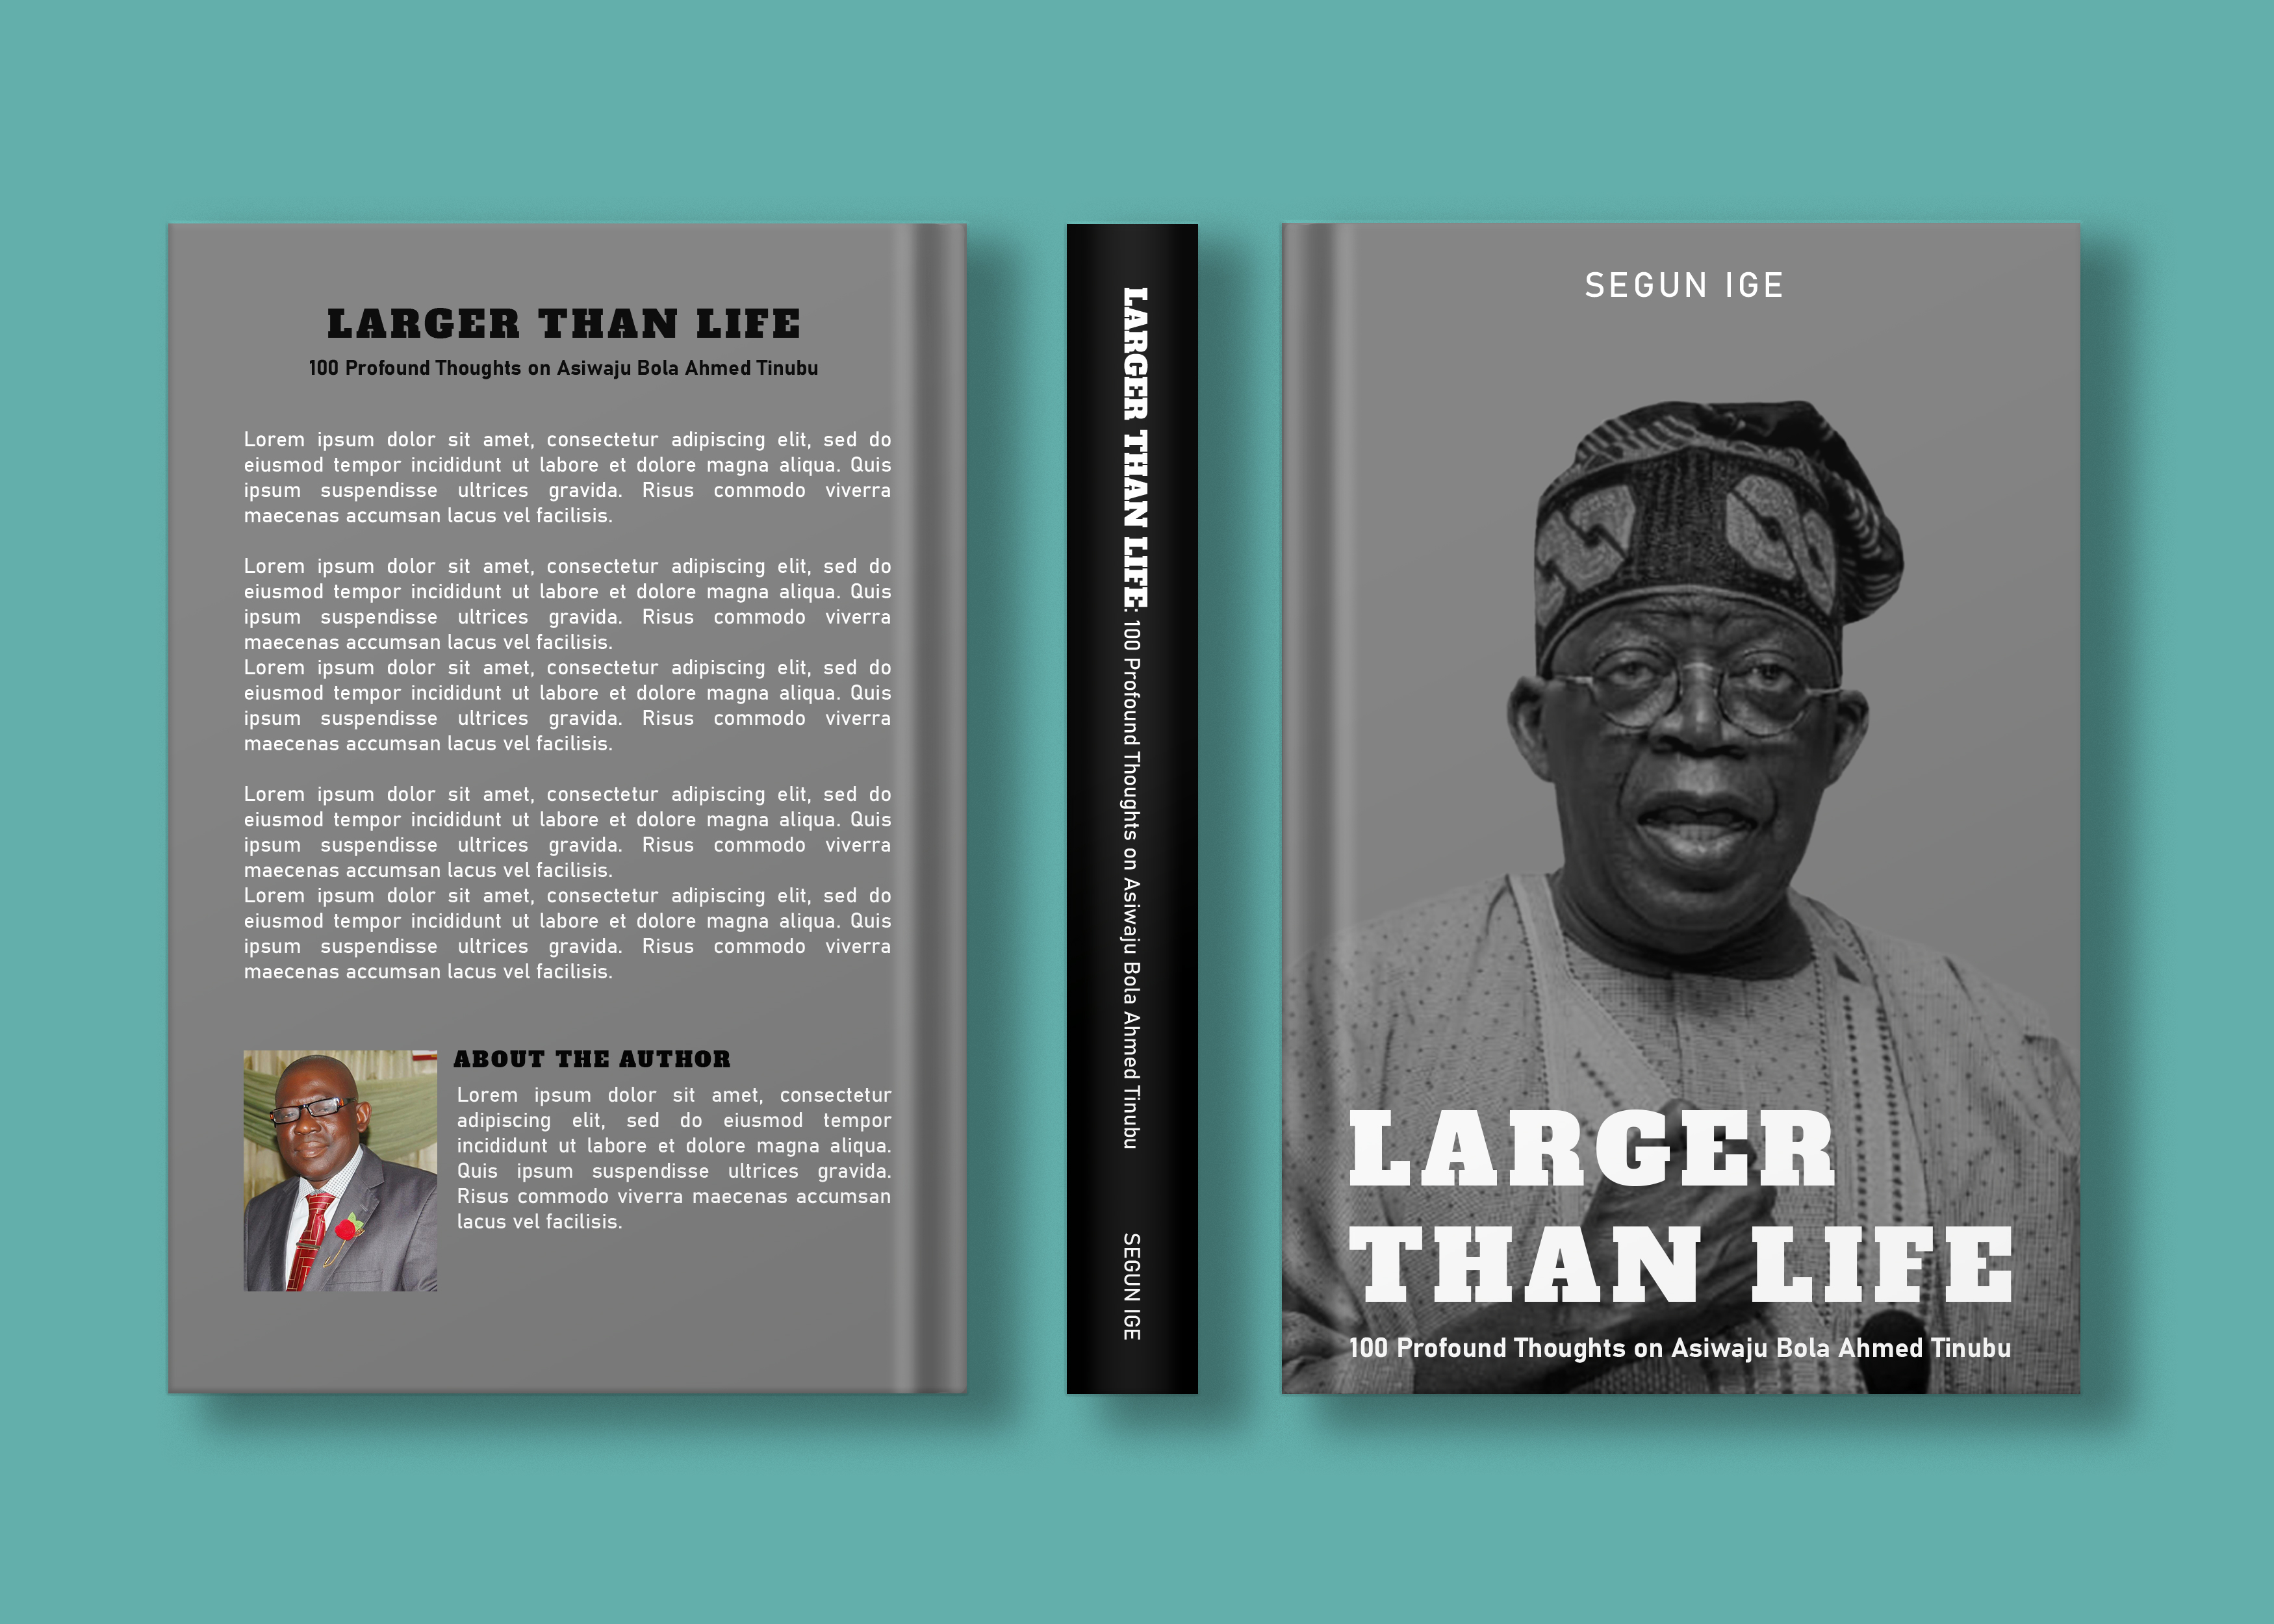 LARGER THAN LIFE
100 Profound Thoughts on Asiwaju Bola Ahmed Tinubu
Lorem ipsum dolor sit amet, consectetur adipiscing elit, sed do
eiusmod tempor incididunt ut labore et dolore magna aliqua. Quis
ipsum suspendisse ultrices gravida. Risus commodo viverra
maecenas accumsan lacus vel facilisis.
Lorem ipsum dolor sit amet, consectetur adipiscing elit, sed do
eiusmod tempor incididunt ut labore et dolore magna aliqua. Quis
ipsum suspendisse ultrices gravida. Risus commodo viverra
maecenas accumsan lacus vel facilisis.
Lorem ipsum dolor sit amet, consectetur adipiscing elit, sed do
eiusmod tempor incididunt ut labore et dolore magna aliqua. Quis
ipsum suspendisse ultrices gravida. Risus commodo viverra
maecenas accumsan lacus vel facilisis.
Lorem ipsum dolor sit amet, consectetur adipiscing elit, sed do
eiusmod tempor incididunt ut labore et dolore magna aliqua. Quis
ipsum suspendisse ultrices gravida. Risus commodo viverra
maecenas accumsan lacus vel facilisis.
Lorem ipsum dolor sit amet, consectetur adipiscing elit, sed do
eiusmod tempor incididunt ut labore et dolore magna aliqua. Quis
ipsum suspendisse ultrices gravida. Risus commodo viverra
maecenas accumsan lacus vel facilisis.
ABOUT THE AUTHOR
Lorem ipsum dolor sit amet, consectetur
adipiscing elit, sed do eiusmod tempor
incididunt ut labore et dolore magna aliqua.
Quis ipsum suspendisse ultrices gravida.
Risus commodo viverra maecenas accumsan
lacus vel facilisis.
LARGER THAN LIFE: 100 Profound Thoughts on Asiwaju Bola Ahmed Tinubu
SEGUN IGE
SEGUN IGE
LARGER
THAN LIFE
100 Profound Thoughts on Asiwaju Bola Ahmed Tinubu